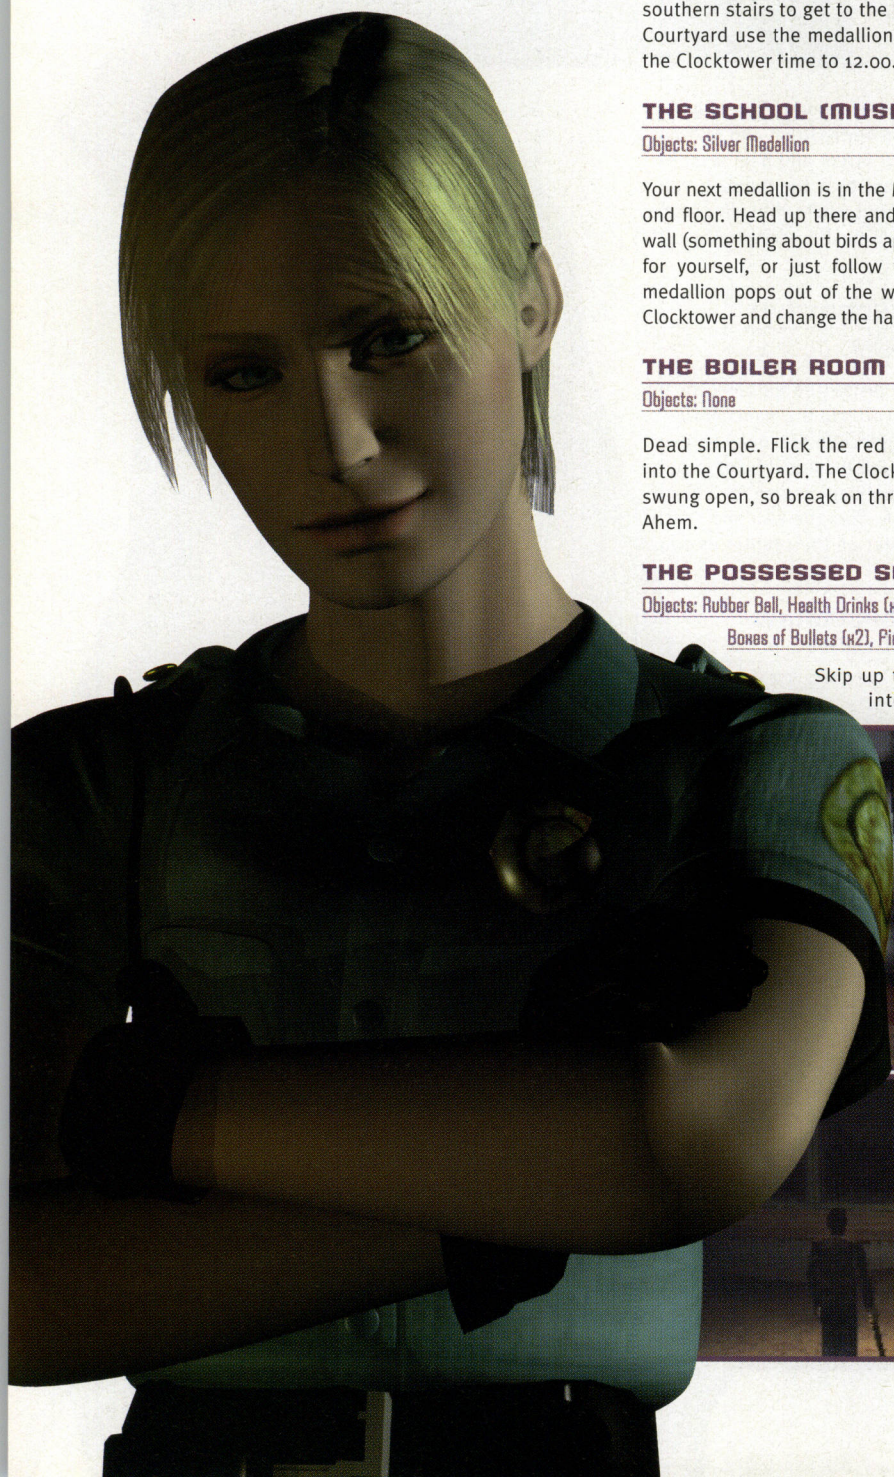 southern stairs to get to the
Courtyard use the medallion
the Clocktower time to 12.00.
THE SCHOOL (MUSI
Objects: Silver Medallion
Your next medallion is in the
ond floor. Head up there and
wall (something about birds a
for yourself, or just follow
medallion pops out of the w
Clocktower and change the ha
THE BOILER ROOM
Objects: None
Dead simple. Flick the red
into the Courtyard. The Clock
swung open, so break on thr
Ahem.
THE POSSESSED SC
Objects: Rubber Ball, Health Drinks (x
Boxes of Bullets (x2), Pi
Skip up
int